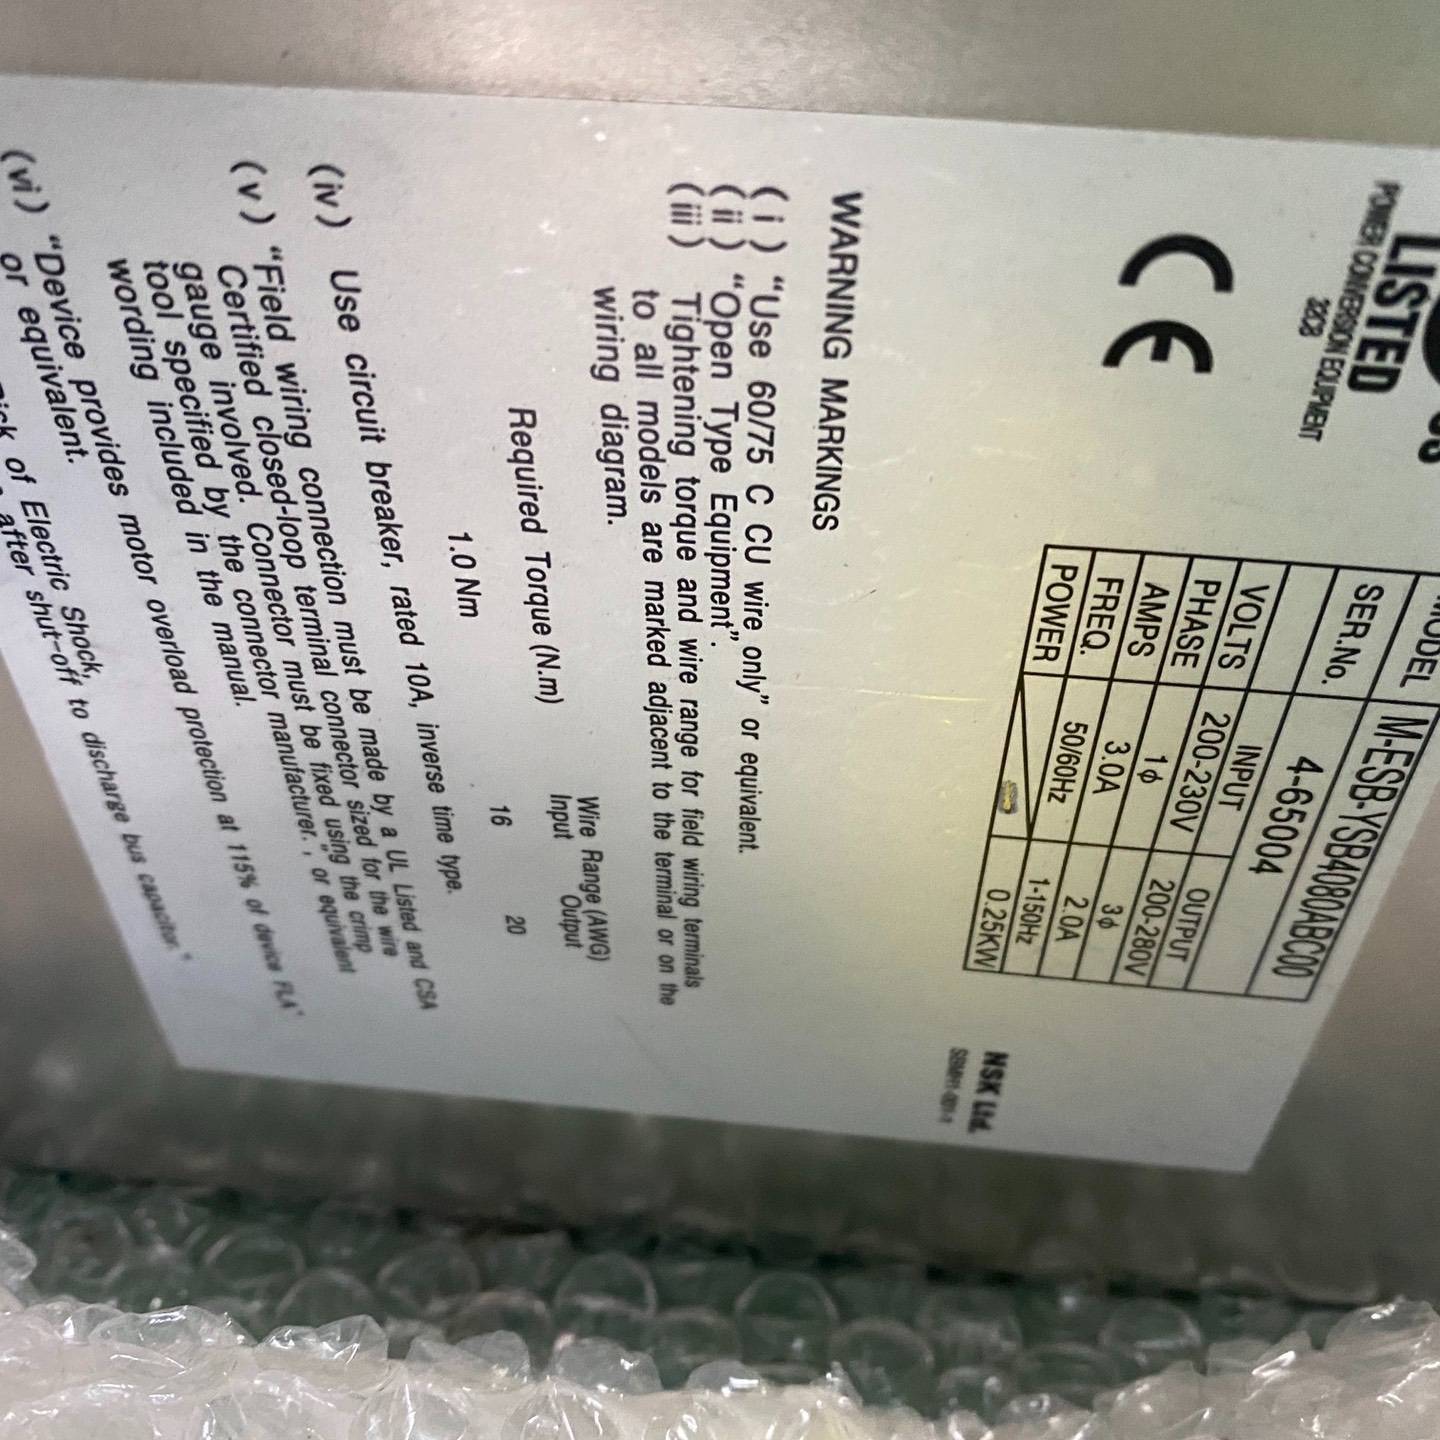 LISTED
POWER CONVERSION EQUIPMENT
CE
MODEL M-ESB-YSB4080ABC00
SER.No. 4-65004
INPUT OUTPUT
VOLTS 200-230V 200-280V
PHASE 1ϕ 3ϕ
AMPS 3.0A 2.0A
FREQ. 50/60Hz 1-150Hz
POWER 0.25KW
NSK Ltd.
WARNING MARKINGS
(i) “Use 60/75 C CU wire only” or equivalent.
(ii) “Open Type Equipment”.
(iii) Tightening torque and wire range for field wiring terminals
to all models are marked adjacent to the terminal or on the
wiring diagram.
Wire Range (AWG)
Required Torque (N.m) Input Output
1.0 Nm 16 20
(iv) Use circuit breaker, rated 10A, inverse time type.
(v) “Field wiring connection must be made by a UL Listed and CSA
Certified closed-loop terminal connector sized for the wire
gauge involved. Connector must be fixed using the crimp
tool specified by the connector manufacturer.”, or equivalent
wording included in the manual.
(vi) “Device provides motor overload protection at 115% of device FLA”
or equivalent.
of Electric Shock,
after shut-off, to discharge bus capacitor.”